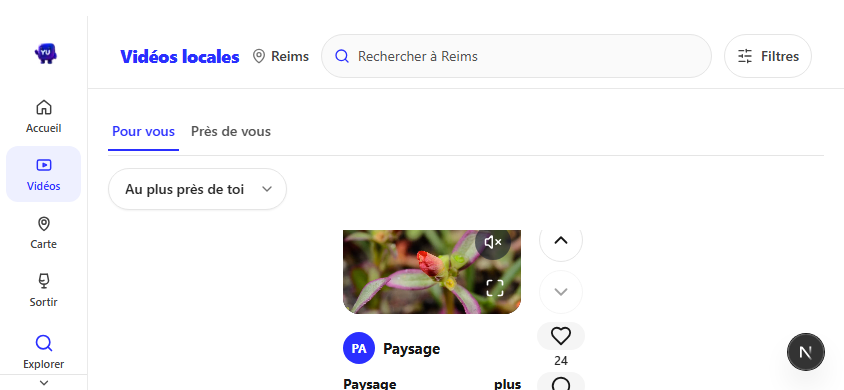 YU
Vidéos locales
Reims
Rechercher à Reims
Filtres
Accueil
Vidéos
Carte
Sortir
Explorer
Pour vous
Près de vous
Au plus près de toi
PA
Paysage
24
Paysage
plus
N